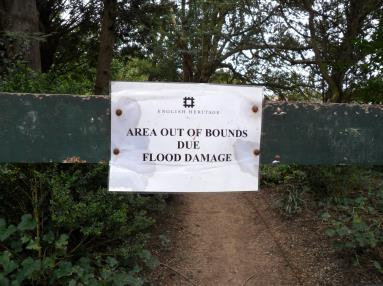 ENGLISH HERITAGE
AREA OUT OF BOUNDS
DUE
FLOOD DAMAGE